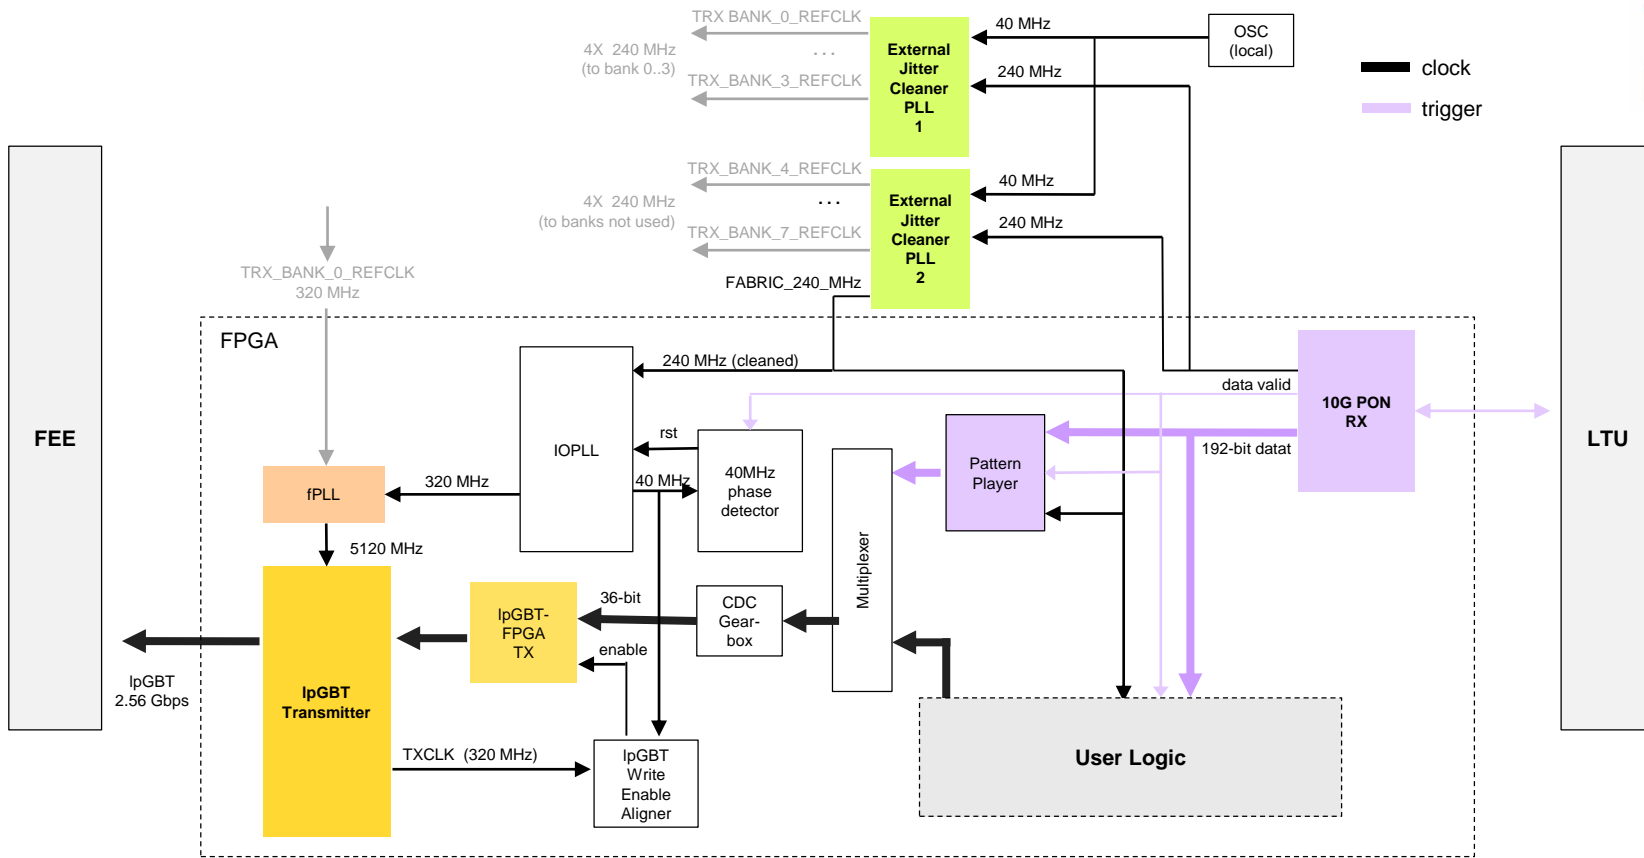 TRX BANK_0_REFCLK
4X 240 MHz
(to bank 0..3)
...
TRX_BANK_3_REFCLK
External
Jitter
Cleaner
PLL
1
40 MHz
240 MHz
OSC
(local)
clock
trigger
TRX_BANK_4_REFCLK
4X 240 MHz
(to banks not used)
...
TRX_BANK_7_REFCLK
External
Jitter
Cleaner
PLL
2
40 MHz
240 MHz
FABRIC_240_MHz
TRX_BANK_0_REFCLK
320 MHz
FPGA
240 MHz (cleaned)
data valid
10G PON
RX
192-bit datat
FEE
LTU
IOPLL
rst
40 MHz
40MHz
phase
detector
Pattern
Player
fPLL
320 MHz
5120 MHz
Multiplexer
36-bit
CDC
Gear-
box
lpGBT-
FPGA
TX
enable
lpGBT
2.56 Gbps
lpGBT
Transmitter
TXCLK (320 MHz)
lpGBT
Write
Enable
Aligner
User Logic